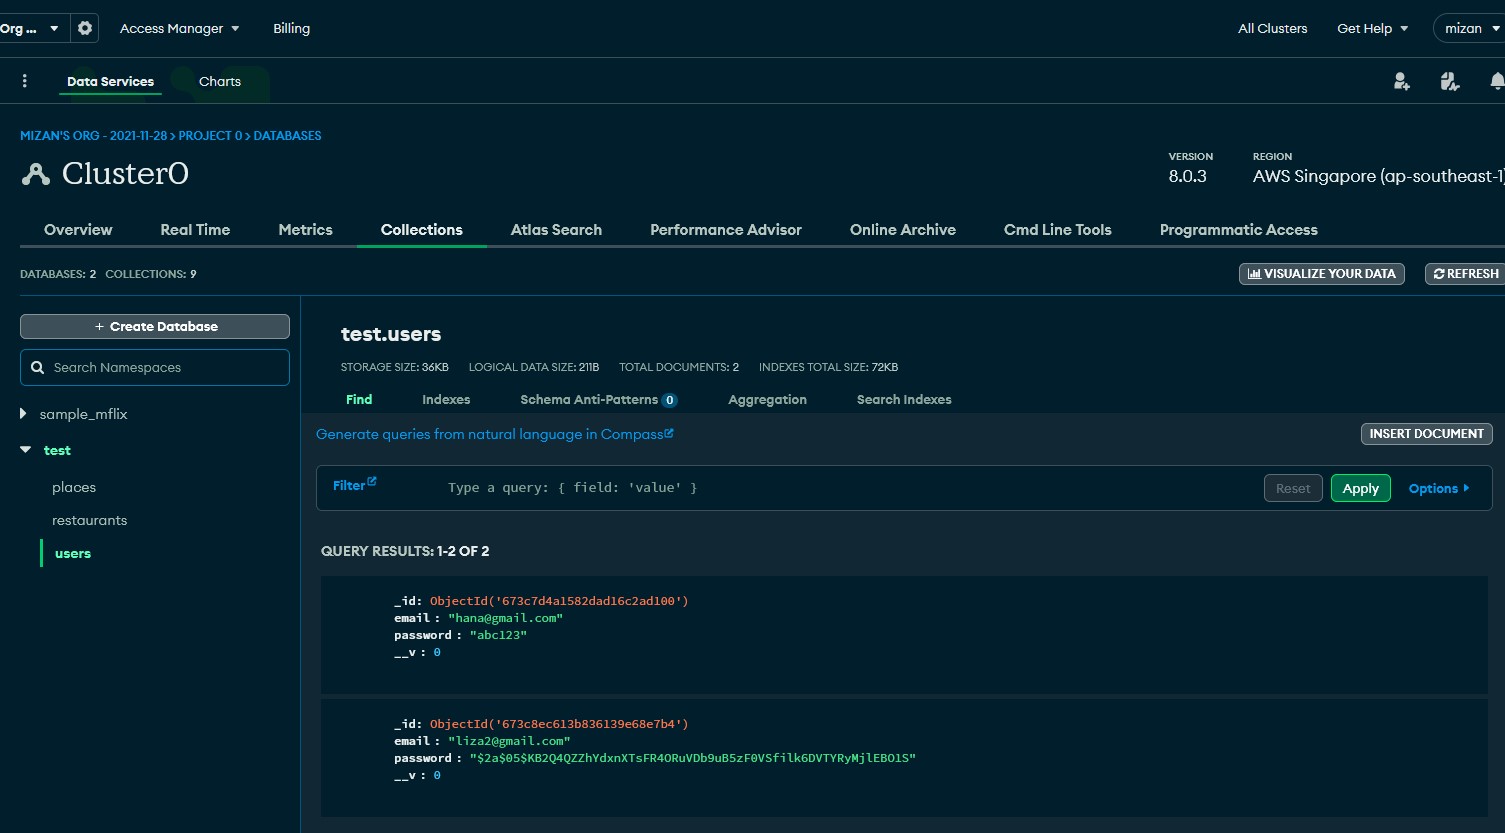 Org ...
Access Manager
Billing
All Clusters
Get Help
mizan
Data Services
Charts
MIZAN'S ORG - 2021-11-28 > PROJECT 0 > DATABASES
Cluster0
VERSION
8.0.3
REGION
AWS Singapore (ap-southeast-1)
Overview
Real Time
Metrics
Collections
Atlas Search
Performance Advisor
Online Archive
Cmd Line Tools
Programmatic Access
DATABASES: 2 COLLECTIONS: 9
VISUALIZE YOUR DATA
REFRESH
+ Create Database
Search Namespaces
sample_mflix
test
places
restaurants
users
test.users
STORAGE SIZE: 36KB LOGICAL DATA SIZE: 211B TOTAL DOCUMENTS: 2 INDEXES TOTAL SIZE: 72KB
Find
Indexes
Schema Anti-Patterns 0
Aggregation
Search Indexes
Generate queries from natural language in Compass
INSERT DOCUMENT
Filter
Type a query: { field: 'value' }
Reset
Apply
Options
QUERY RESULTS: 1-2 OF 2
_id: ObjectId('673c7d4a1582dad16c2ad100')
email : "hana@gmail.com"
password : "abc123"
__v : 0
_id: ObjectId('673c8ec613b836139e68e7b4')
email : "liza2@gmail.com"
password : "$2a$05$KB2Q4QZZhYdxnXTsFR4ORuVDb9uB5zF0VSfilk6DVTYRyMjlEBO1S"
__v : 0